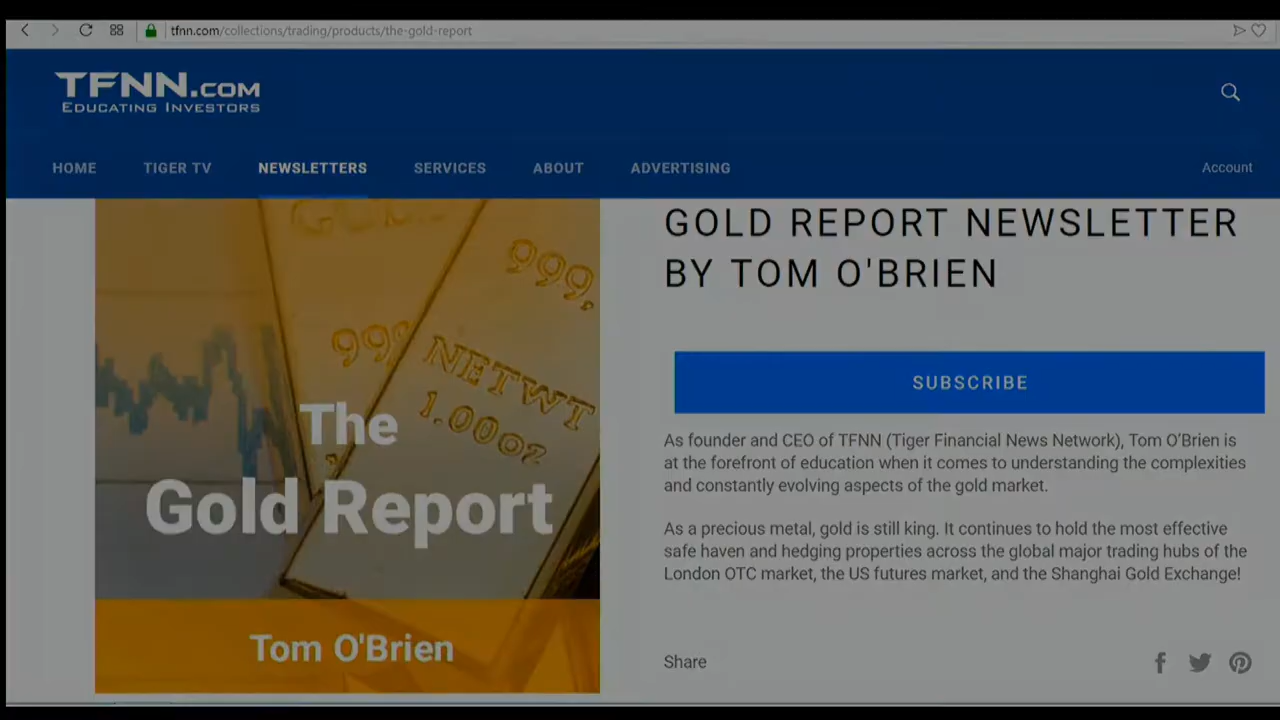 tfnn.com/collections/trading/products/the-gold-report
TFNN.COM
EDUCATING INVESTORS
HOME TIGER TV NEWSLETTERS SERVICES ABOUT ADVERTISING Account
GOLD REPORT NEWSLETTER
BY TOM O'BRIEN
999,
999
NETWT
1.00oz
The
Gold Report
Tom O'Brien
SUBSCRIBE
As founder and CEO of TFNN (Tiger Financial News Network), Tom O'Brien is
at the forefront of education when it comes to understanding the complexities
and constantly evolving aspects of the gold market.
As a precious metal, gold is still king. It continues to hold the most effective
safe haven and hedging properties across the global major trading hubs of the
London OTC market, the US futures market, and the Shanghai Gold Exchange!
Share